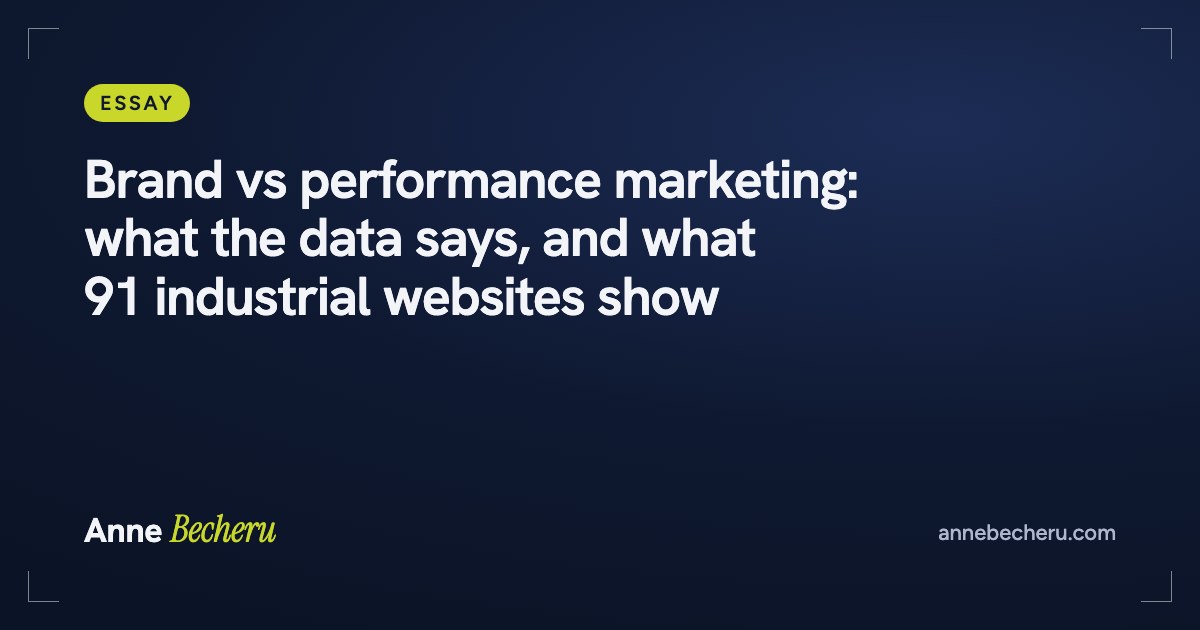 ESSAY
Brand vs performance marketing:
what the data says, and what
91 industrial websites show
Anne Becheru
annebecheru.com